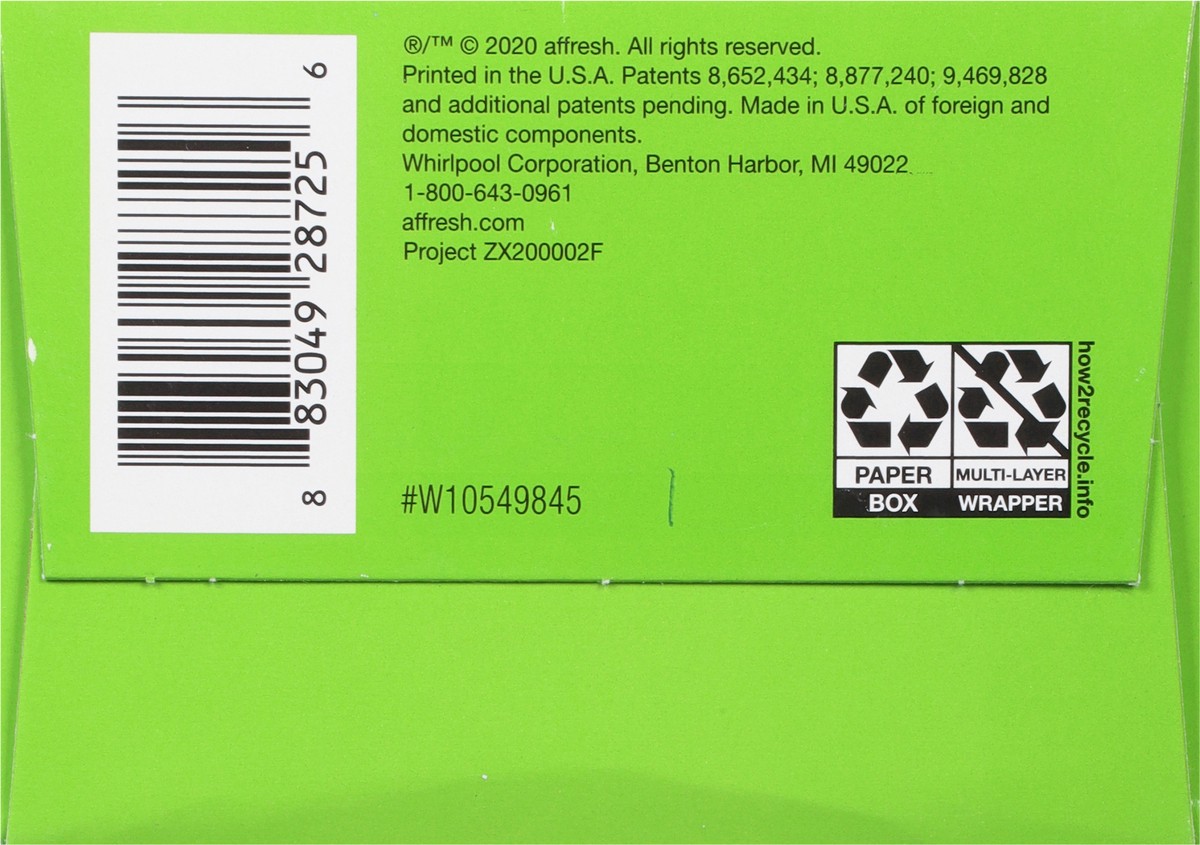 8 83049 28725 6
®/™ © 2020 affresh. All rights reserved.
Printed in the U.S.A. Patents 8,652,434; 8,877,240; 9,469,828
and additional patents pending. Made in U.S.A. of foreign and
domestic components.
Whirlpool Corporation, Benton Harbor, MI 49022
1-800-643-0961
affresh.com
Project ZX200002F
#W10549845
PAPER
BOX
MULTI-LAYER
WRAPPER
how2recycle.info